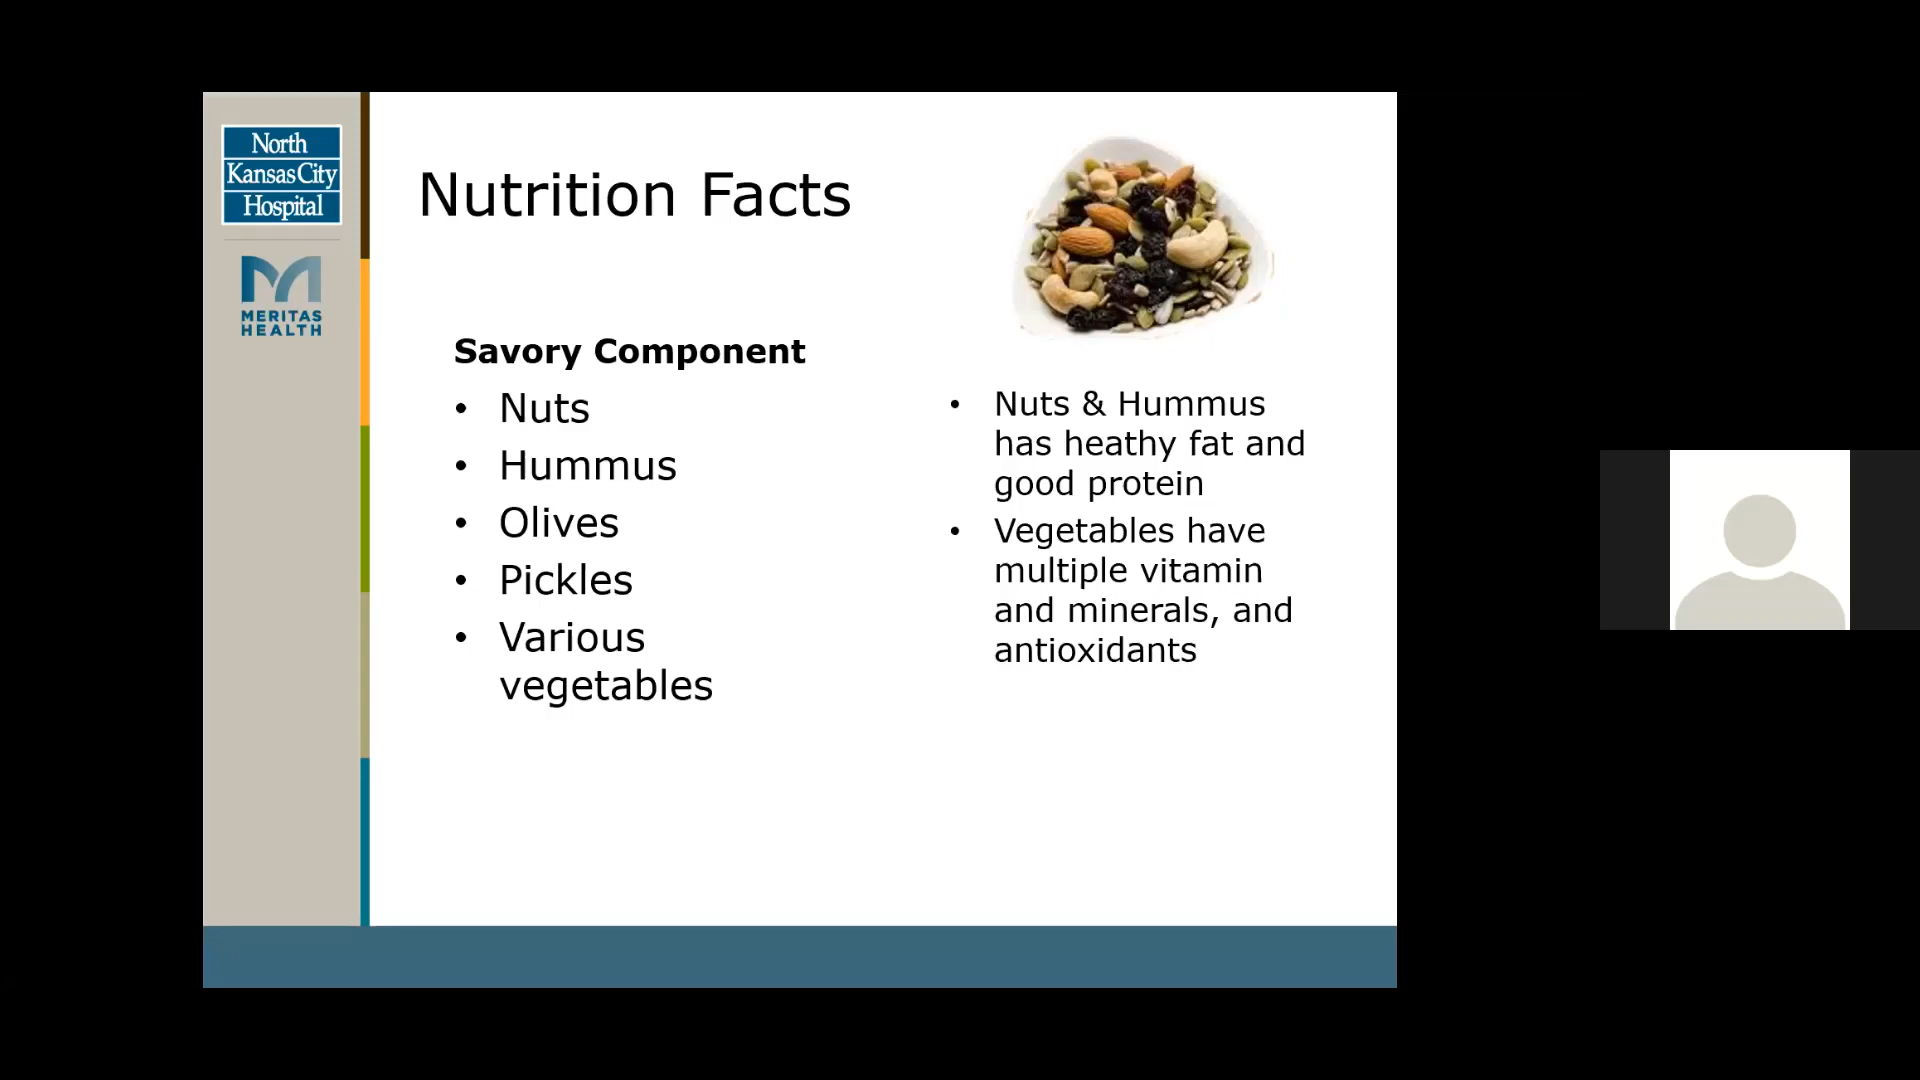 North
Kansas City
Hospital
MERITAS
HEALTH
Nutrition Facts
Savory Component
• Nuts
• Hummus
• Olives
• Pickles
• Various
vegetables
• Nuts & Hummus
has heathy fat and
good protein
• Vegetables have
multiple vitamin
and minerals, and
antioxidants